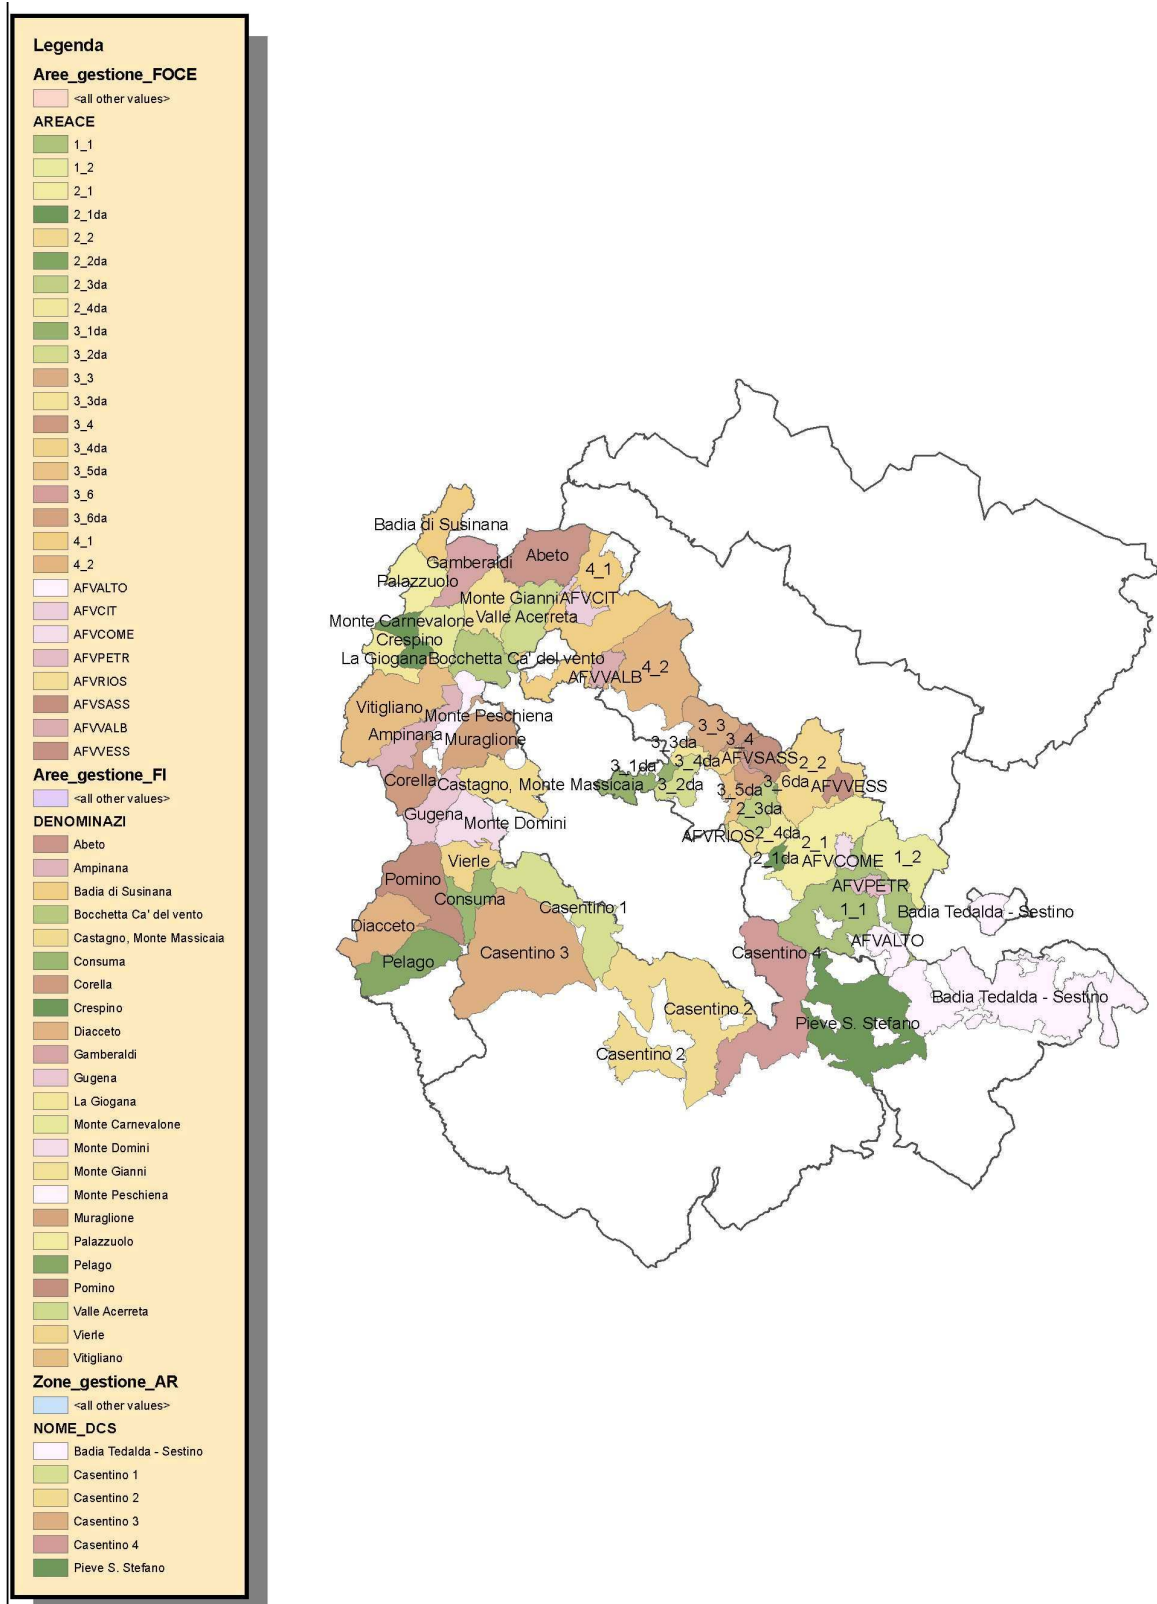 Legenda
Aree_gestione_FOCE
<all other values>
AREACE
1_1
1_2
2_1
2_1da
2_2
2_2da
2_3da
2_4da
3_1da
3_2da
3_3
3_3da
3_4
3_4da
3_5da
3_6
3_6da
4_1
4_2
AFVALTO
AFVCIT
AFVCOME
AFVPETR
AFVRIOS
AFVSASS
AFVVALB
AFVVESS
Aree_gestione_FI
<all other values>
DENOMINAZI
Abeto
Ampinana
Badia di Susinana
Bocchetta Ca' del vento
Castagno, Monte Massicaia
Consuma
Corella
Crespino
Diacceto
Gamberaldi
Gugena
La Giogana
Monte Carnevalone
Monte Domini
Monte Gianni
Monte Peschiena
Muraglione
Palazzuolo
Pelago
Pomino
Valle Acerreta
Vierle
Vitigliano
Zone_gestione_AR
<all other values>
NOME_DCS
Badia Tedalda - Sestino
Casentino 1
Casentino 2
Casentino 3
Casentino 4
Pieve S. Stefano
Badia di Susinana
Gamberaldi
Abeto
4_1
Palazzuolo
Monte Gianni
AFVCIT
Monte Carnevalone
Valle Acerreta
Crespino
La Giogana
Bocchetta Ca' del vento
4_2
AFVVALB
Vitigliano
Monte Peschiena
Ampinana
Muraglione
3_3
3_3da
3_4
Corella
Castagno, Monte Massicaia
3_1da
3_4da
AFVSASS
2_2
3_2da
3_5da
3_6da
AFVVESS
Gugena
Monte Domini
2_3da
AFVRIOS
2_4da
2_1
Vierle
2_1da
AFVCOME
1_2
Pomino
Consuma
AFVPETR
Casentino 1
1_1
Badia Tedalda - Sestino
Diacceto
Casentino 3
Casentino 4
AFVALTO
Pelago
Badia Tedalda - Sestino
Casentino 2
Pieve S. Stefano
Casentino 2